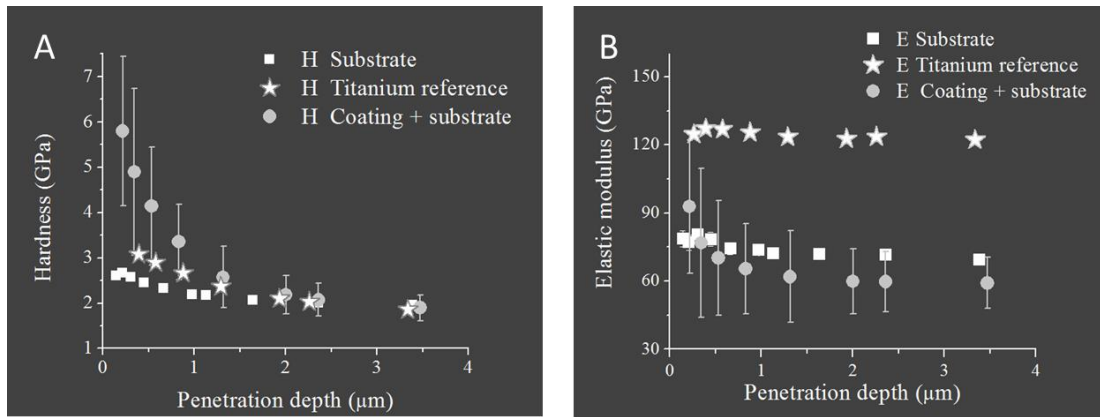 A
H Substrate
H Titanium reference
H Coating + substrate
Hardness (GPa)
7
6
5
4
3
2
1
0
1
2
3
4
Penetration depth (μm)
B
E Substrate
E Titanium reference
E Coating + substrate
Elastic modulus (GPa)
150
120
90
60
30
0
1
2
3
4
Penetration depth (μm)